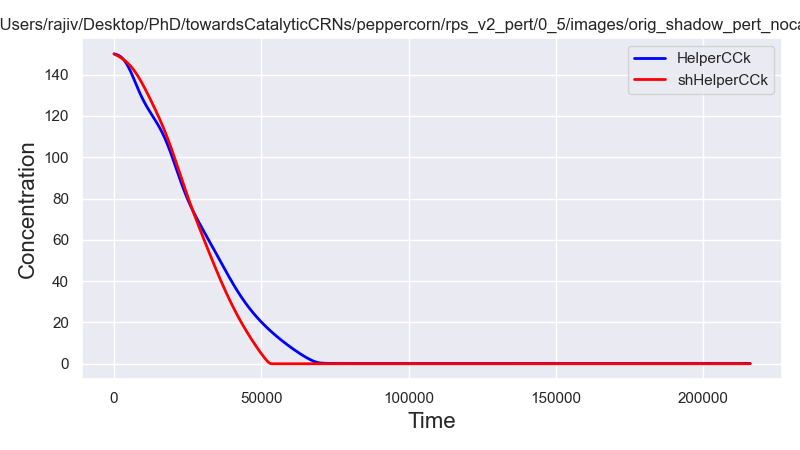 Users/rajiv/Desktop/PhD/towardsCatalyticCRNs/peppercorn/rps_v2_pert/0_5/images/orig_shadow_pert_noca
HelperCCk
shHelperCCk
Concentration
140
120
100
80
60
40
20
0
0 50000 100000 150000 200000
Time